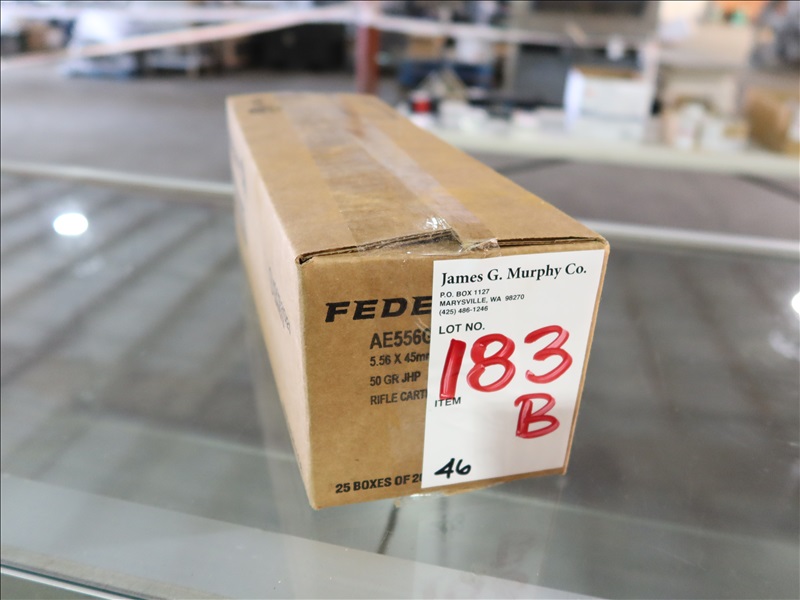 James G. Murphy Co.
P.O. BOX 1127
MARYSVILLE, WA 98270
(425) 486-1246
LOT NO.
183
B
ITEM
46
FEDE
AE556G
5.56 X 45mm
50 GR JHP
RIFLE CARTI
25 BOXES OF 20